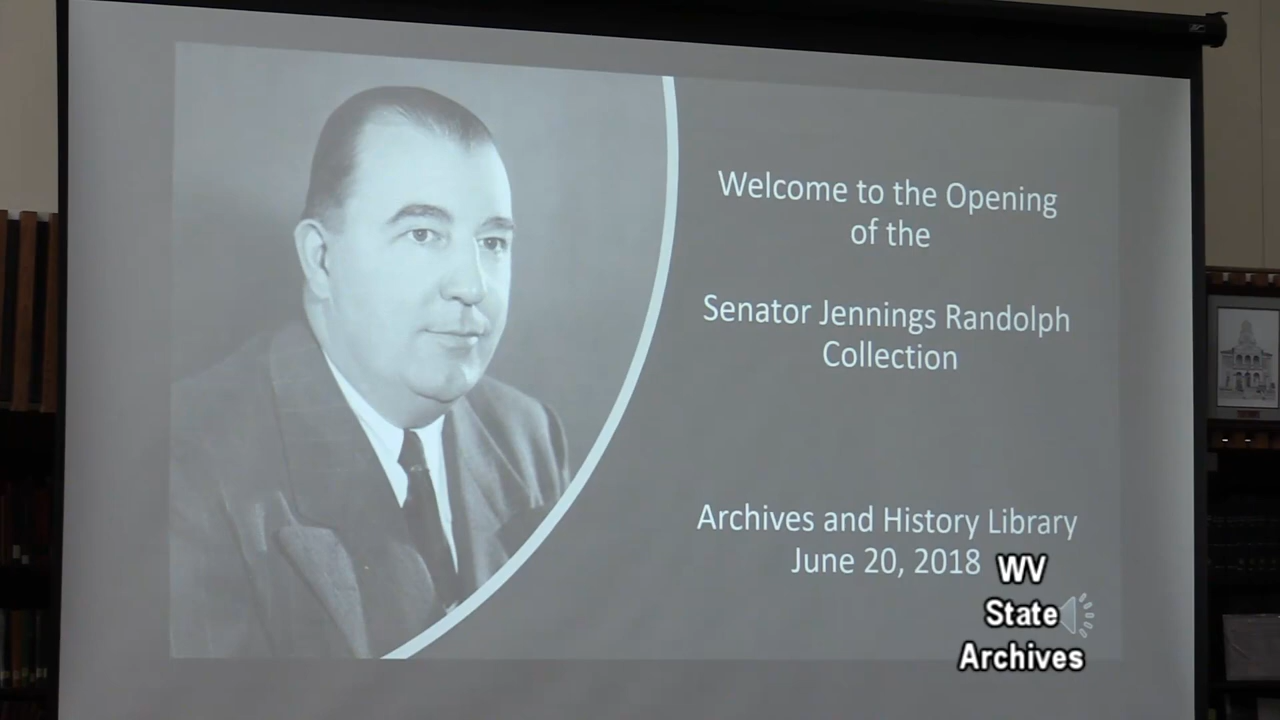 Welcome to the Opening
of the
Senator Jennings Randolph
Collection
Archives and History Library
June 20, 2018
WV
State
Archives